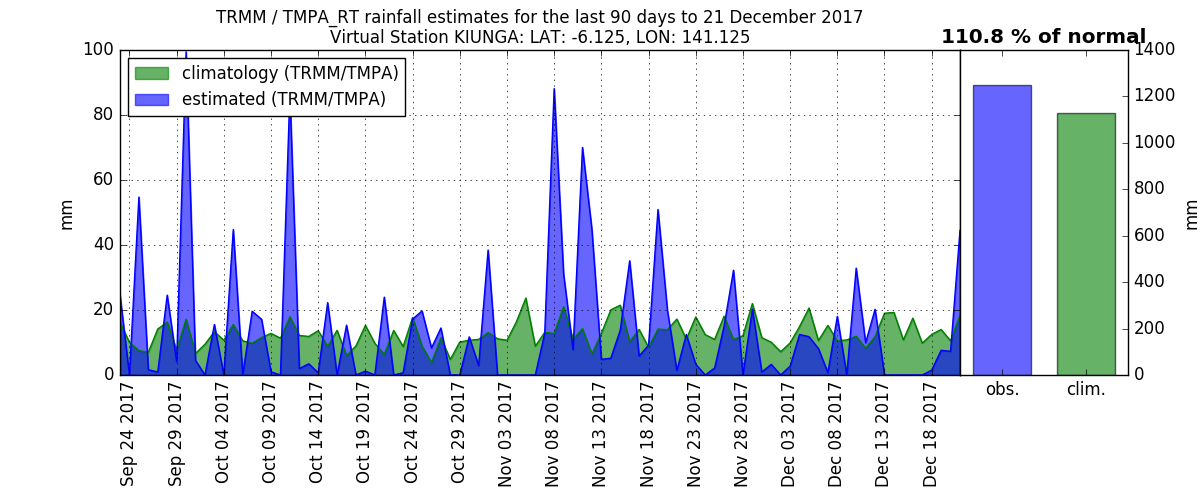 TRMM / TMPA_RT rainfall estimates for the last 90 days to 21 December 2017
Virtual Station KIUNGA: LAT: -6.125, LON: 141.125
110.8 % of normal
climatology (TRMM/TMPA)
estimated (TRMM/TMPA)
mm
100
80
60
40
20
0
Sep 24 2017
Sep 29 2017
Oct 04 2017
Oct 09 2017
Oct 14 2017
Oct 19 2017
Oct 24 2017
Oct 29 2017
Nov 03 2017
Nov 08 2017
Nov 13 2017
Nov 18 2017
Nov 23 2017
Nov 28 2017
Dec 03 2017
Dec 08 2017
Dec 13 2017
Dec 18 2017
obs.
clim.
1400
1200
1000
800
600
400
200
0
mm